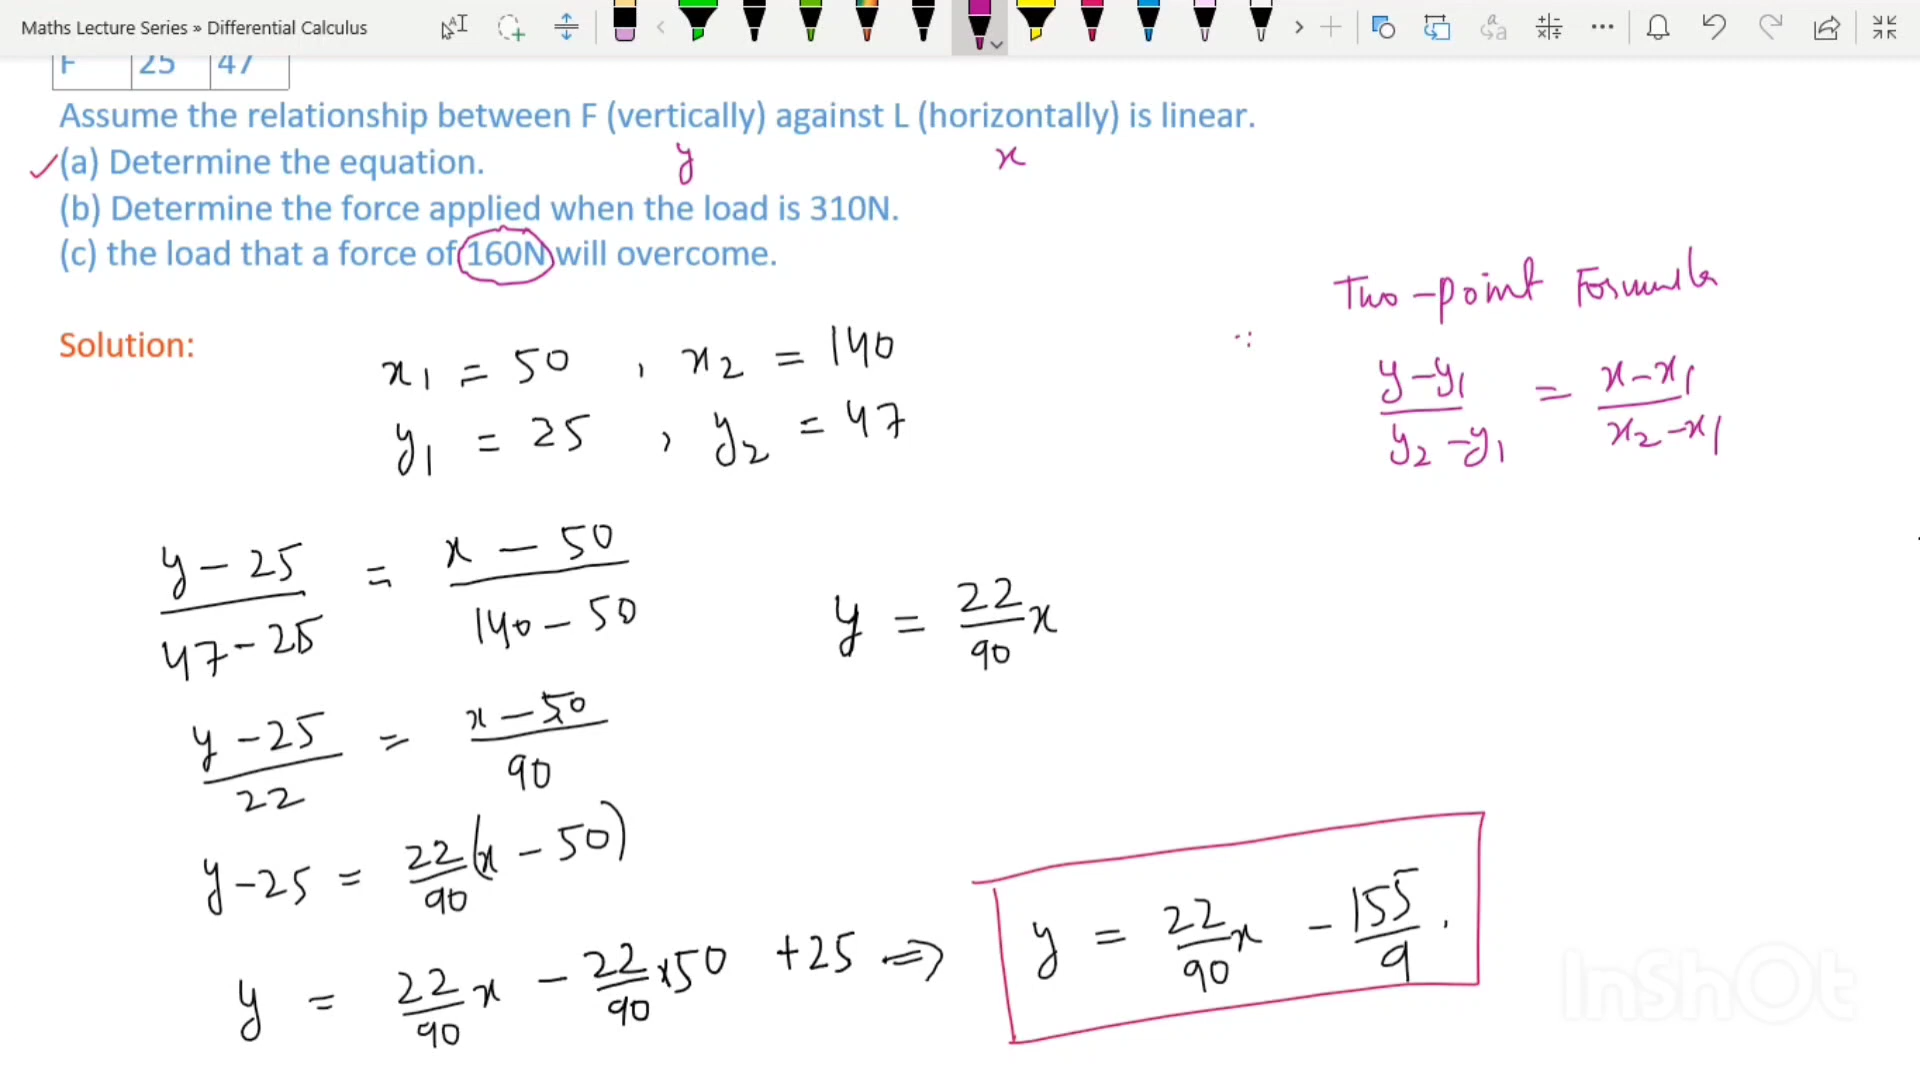 Maths Lecture Series » Differential Calculus
F 25 47
Assume the relationship between F (vertically) against L (horizontally) is linear.
y x
(a) Determine the equation.
(b) Determine the force applied when the load is 310N.
(c) the load that a force of 160N will overcome.
Two-point Formula
Solution:
x₁ = 50 , x₂ = 140
(y-y₁)/(y₂-y₁) = (x-x₁)/(x₂-x₁)
y₁ = 25 , y₂ = 47
(y-25)/(47-25) = (x-50)/(140-50)
y = 22/90 x
(y-25)/22 = (x-50)/90
y-25 = 22/90 (x-50)
y = 22/90 x - 22/90 x50 +25 ⇒ y = 22/90 x - 155/9 .
InShOt